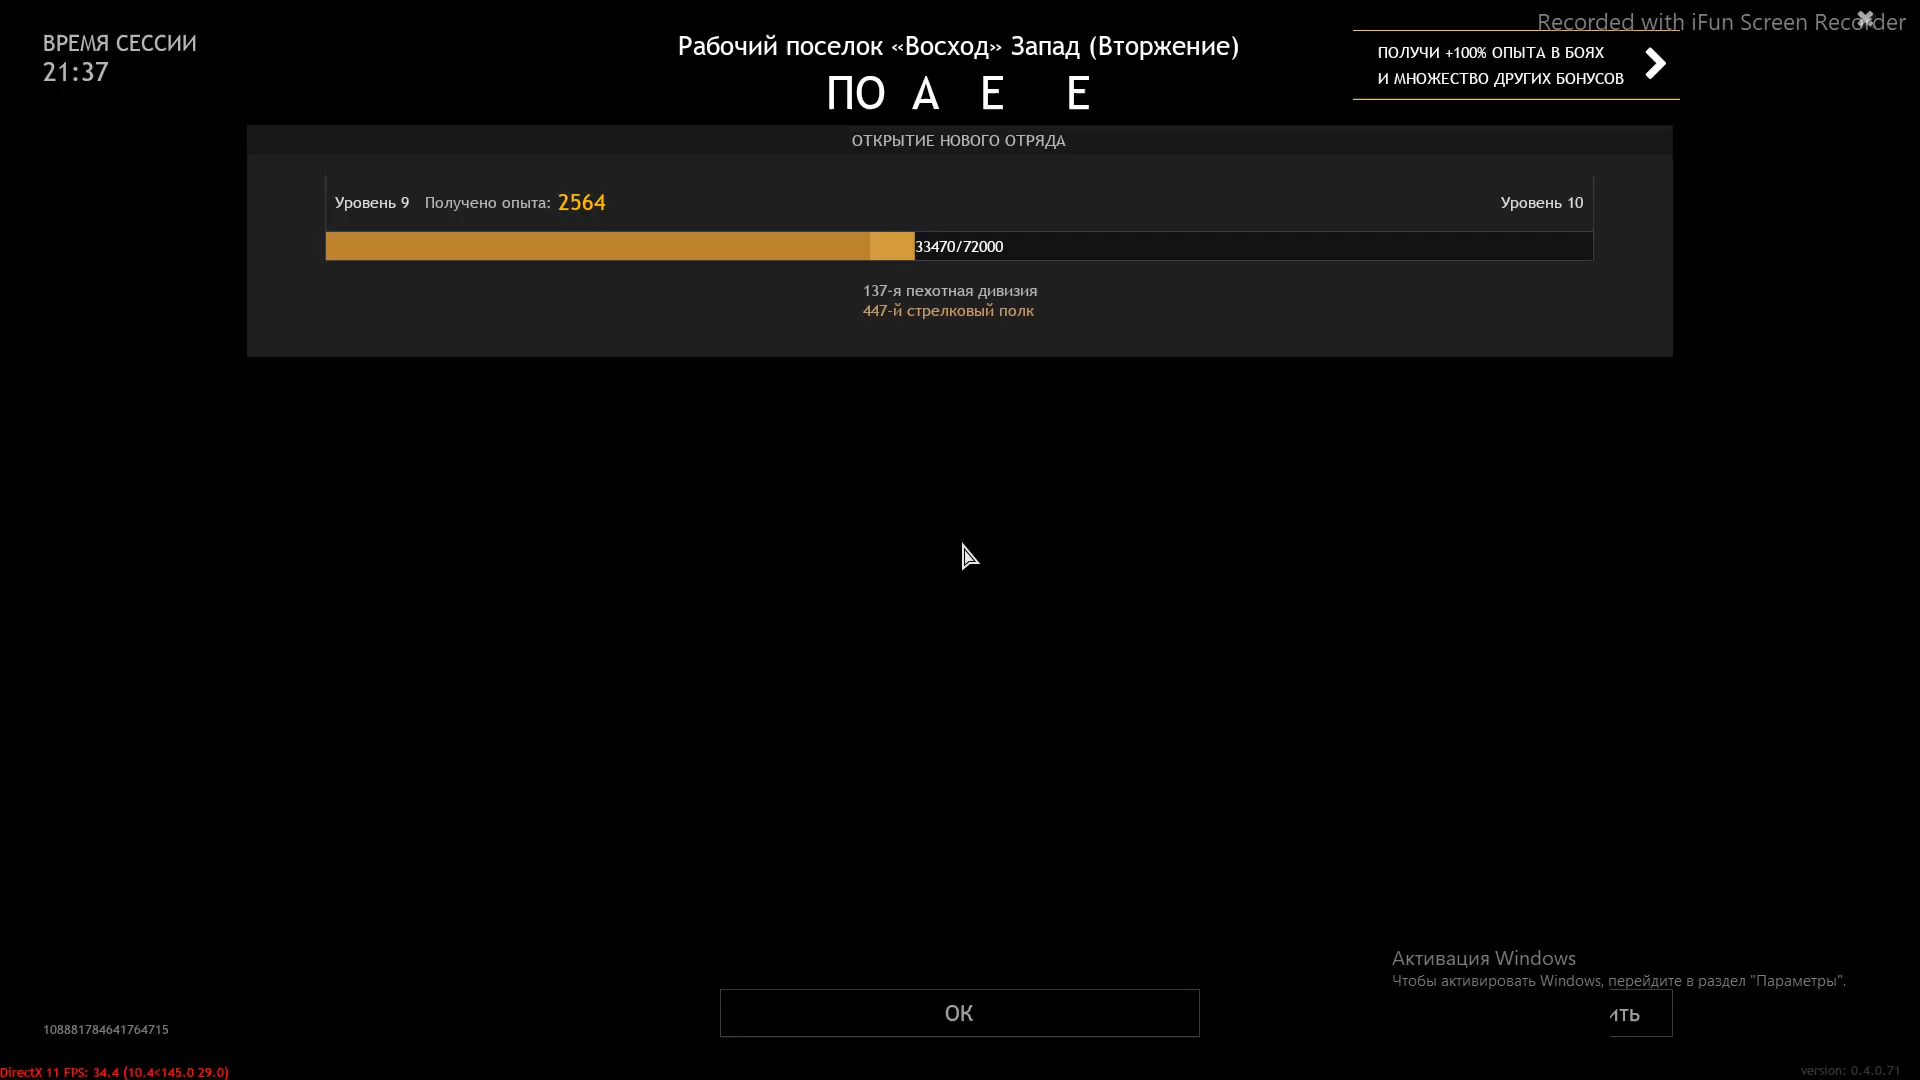 ВРЕМЯ СЕССИИ
21:37
Рабочий поселок «Восход» Запад (Вторжение)
ПО А Е Е
Recorded with iFun Screen Recorder
ПОЛУЧИ +100% ОПЫТА В БОЯХ
И МНОЖЕСТВО ДРУГИХ БОНУСОВ
ОТКРЫТИЕ НОВОГО ОТРЯДА
Уровень 9 Получено опыта: 2564
Уровень 10
33470/72000
137-я пехотная дивизия
447-й стрелковый полк
Активация Windows
Чтобы активировать Windows, перейдите в раздел "Параметры".
OK
ить
108881784641764715
DirectX 11 FPS: 34.4 (10.4<145.0 29.0)
version: 0.4.0.71